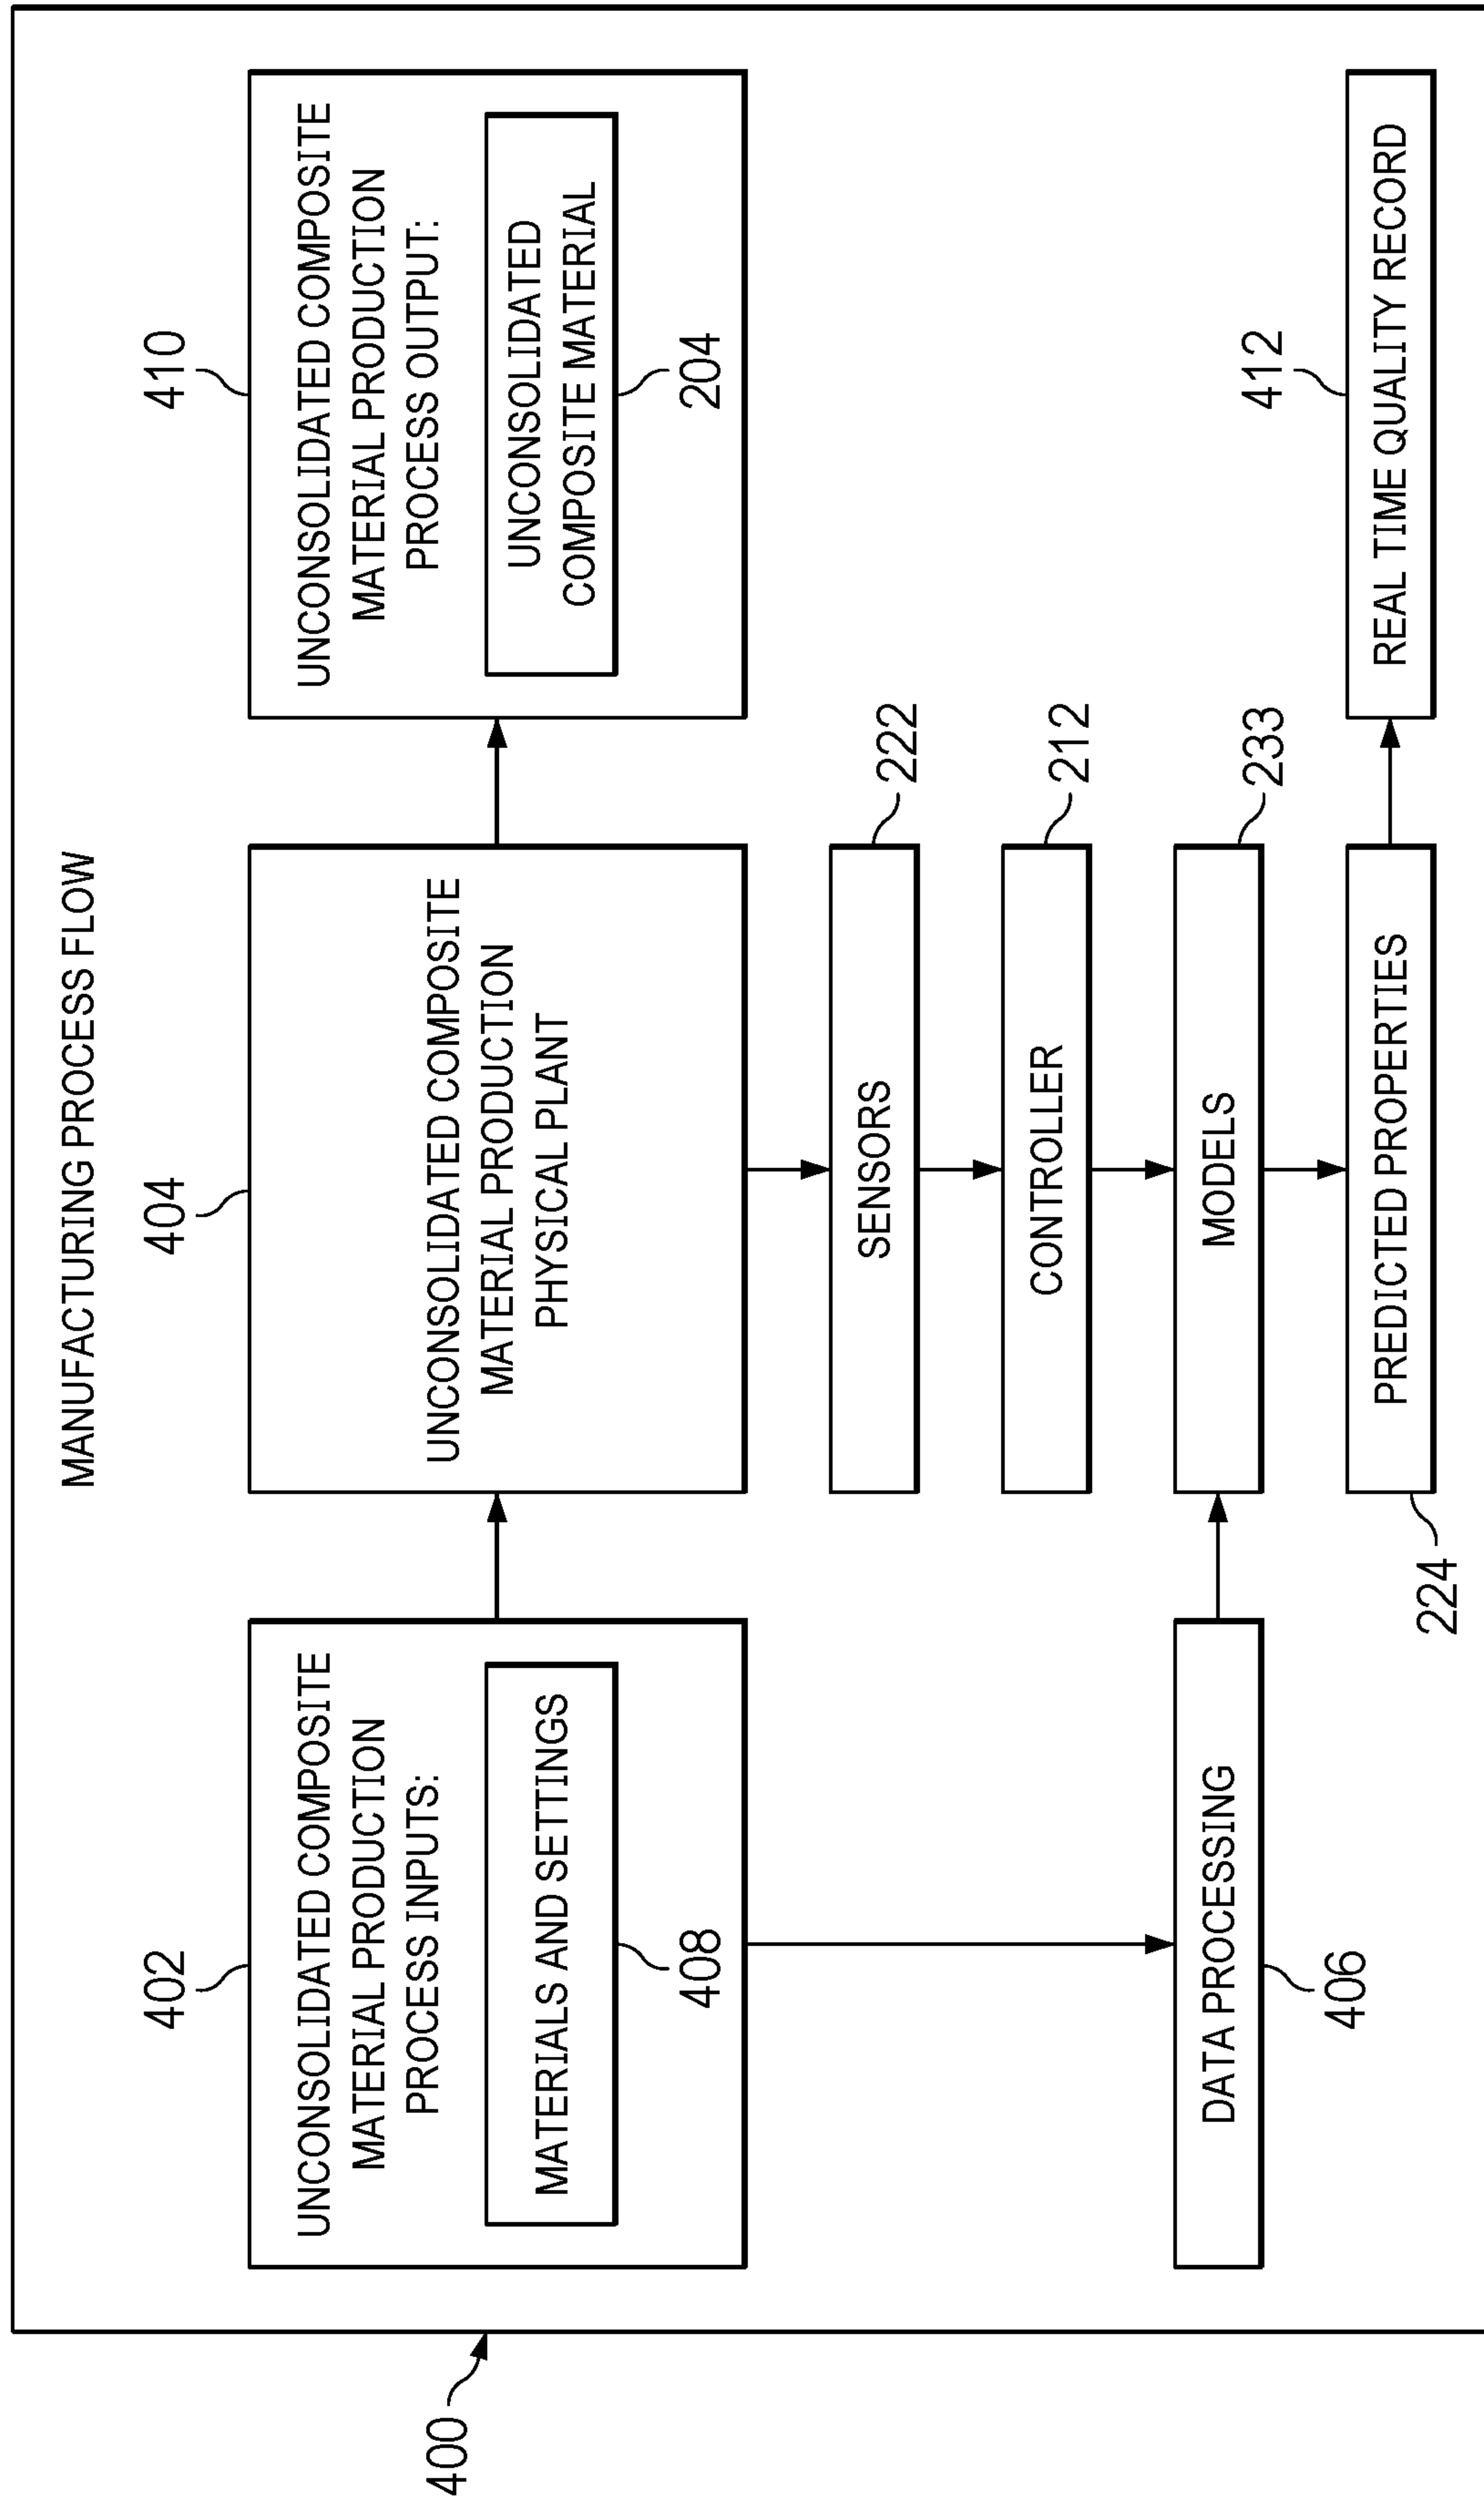 MANUFACTURING PROCESS FLOW
400
402
UNCONSOLIDATED COMPOSITE
MATERIAL PRODUCTION
PROCESS INPUTS:
MATERIALS AND SETTINGS
408
404
UNCONSOLIDATED COMPOSITE
MATERIAL PRODUCTION
PHYSICAL PLANT
410
UNCONSOLIDATED COMPOSITE
MATERIAL PRODUCTION
PROCESS OUTPUT:
UNCONSOLIDATED
COMPOSITE MATERIAL
204
SENSORS
222
CONTROLLER
212
DATA PROCESSING
406
MODELS
233
PREDICTED PROPERTIES
224
412
REAL TIME QUALITY RECORD